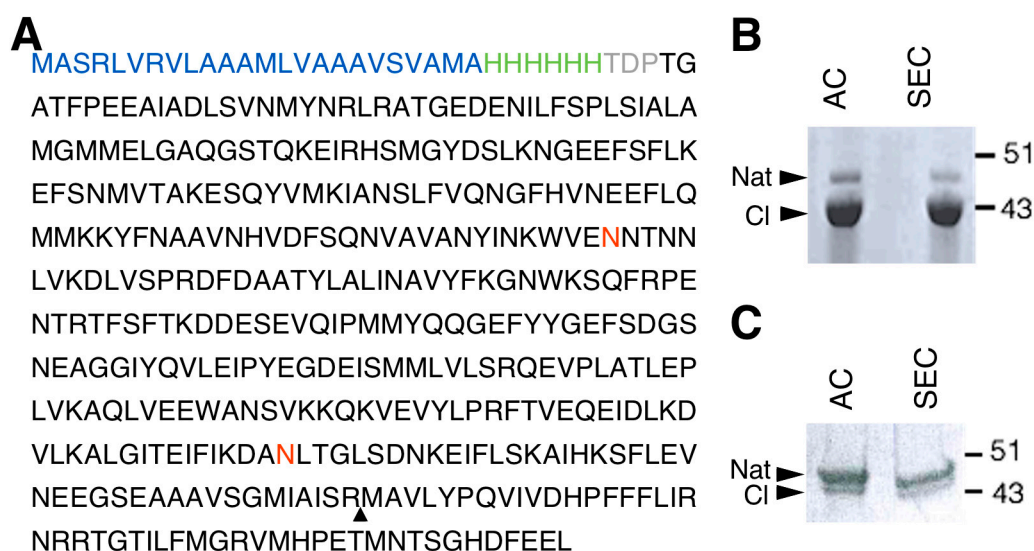 A
MASRLVRVLAAAMLVAAAVSVAMAHHHHHHTDPTG
ATFPEEAIADLSVNMYNRLRATGEDENILFSPLSIALA
MGMMELGAQGSTQKEIRHSMGYDSLKNGEEFSFLK
EFSNMVTAKESQYVMKIANSLFVQNGFHVNEEFLQ
MMKKYFNAAVNHVDFSQNVAVANYINKWVENNTNN
LVKDLVSPRDFDAATYLALINAVYFKGNWKSQFRPE
NTRTFSFTKDDESEVQIPMMYQQGEFYYGEFSDGS
NEAGGIYQVLEIPYEGDEISMMLVLSRQEVPLATLEP
LVKAQLVEEWANSVKKQKVEVYLPRFTVEQEIDLKD
VLKALGITEIFIKDANLTGLSDNKEIFLSKAIHKSFLEV
NEEGSEAAAVSGMIAISRMAVLYPQVIVDHPFFFLIR
NRRTGTILFMGRVMHPETMNTSGHDFEEL
B
AC SEC
51
Nat
Cl 43
C
AC SEC
51
Nat
Cl 43